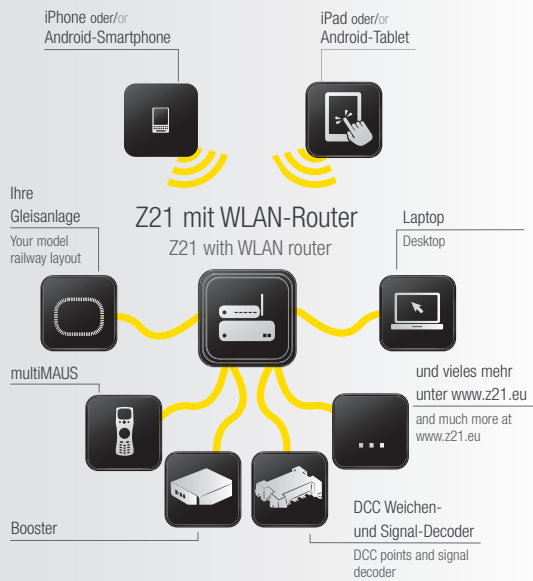 iPhone oder/or
Android-Smartphone
iPad oder/or
Android-Tablet
Ihre
Gleisanlage
Your model
railway layout
Z21 mit WLAN-Router
Z21 with WLAN router
Laptop
Desktop
multiMAUS
und vieles mehr
unter www.z21.eu
and much more at
www.z21.eu
Booster
DCC Weichen-
und Signal-Decoder
DCC points and signal
decoder